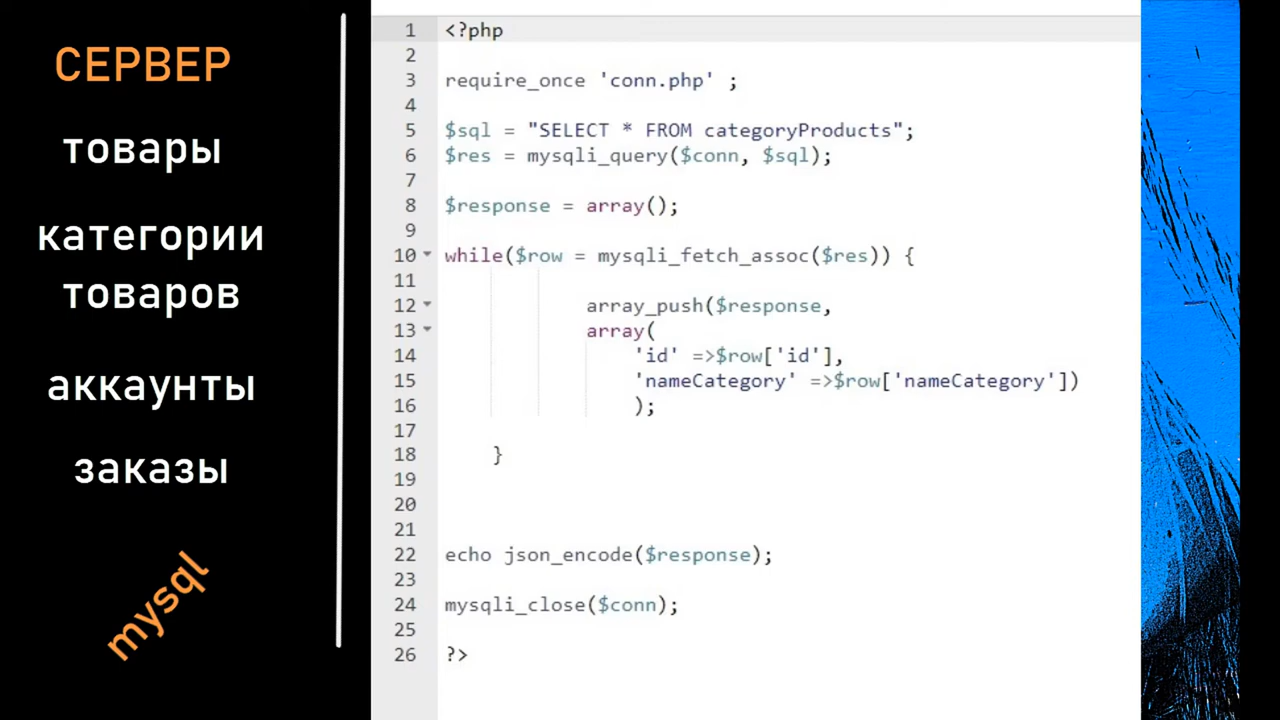 СЕРВЕР
товары
категории
товаров
аккаунты
заказы
mysql
1 <?php
2
3 require_once 'conn.php' ;
4
5 $sql = "SELECT * FROM categoryProducts";
6 $res = mysqli_query($conn, $sql);
7
8 $response = array();
9
10 while($row = mysqli_fetch_assoc($res)) {
11
12 array_push($response,
13 array(
14 'id' =>$row['id'],
15 'nameCategory' =>$row['nameCategory'])
16 );
17
18 }
19
20
21
22 echo json_encode($response);
23
24 mysqli_close($conn);
25
26 ?>